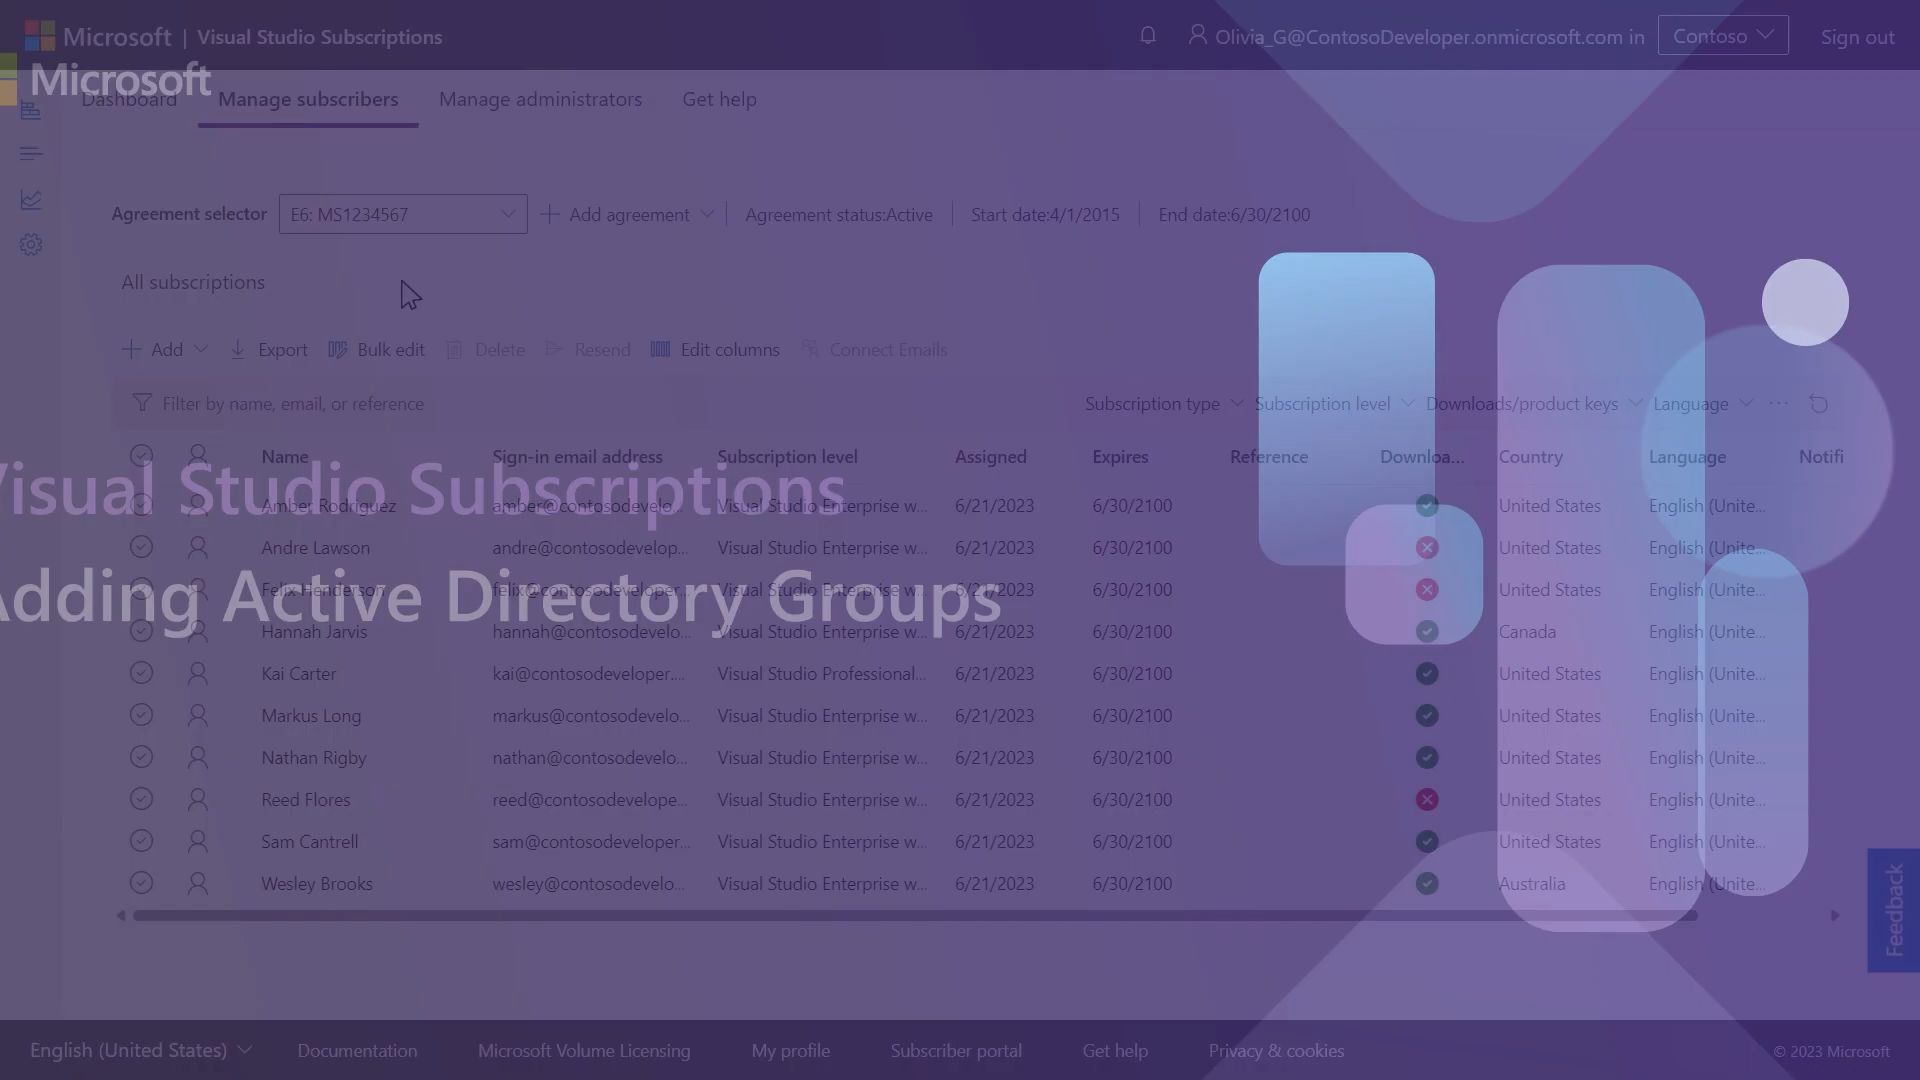 Microsoft | Visual Studio Subscriptions Olivia_G@ContosoDeveloper.onmicrosoft.com in Contoso Sign out
Microsoft
Dashboard Manage subscribers Manage administrators Get help
Agreement selector E6: MS1234567 Add agreement Agreement status:Active Start date:4/1/2015 End date:6/30/2100
All subscriptions
Add Export Bulk edit Delete Resend Edit columns Connect Emails
Filter by name, email, or reference Subscription type Subscription level Downloads/product keys Language ...
Name Sign-in email address Subscription level Assigned Expires Reference Downloa... Country Language Notifi
Visual Studio Subscriptions
Amber Rodriguez amber@contosodevelo... Visual Studio Enterprise w... 6/21/2023 6/30/2100 United States English (Unite...
Andre Lawson andre@contosodevelop... Visual Studio Enterprise w... 6/21/2023 6/30/2100 United States English (Unite...
Felix Henderson felix@contosodeveloper... Visual Studio Enterprise w... 6/21/2023 6/30/2100 United States English (Unite...
Adding Active Directory Groups
Hannah Jarvis hannah@contosodevelo... Visual Studio Enterprise w... 6/21/2023 6/30/2100 Canada English (Unite...
Kai Carter kai@contosodeveloper.... Visual Studio Professional... 6/21/2023 6/30/2100 United States English (Unite...
Markus Long markus@contosodevelo... Visual Studio Enterprise w... 6/21/2023 6/30/2100 United States English (Unite...
Nathan Rigby nathan@contosodevelo... Visual Studio Enterprise w... 6/21/2023 6/30/2100 United States English (Unite...
Reed Flores reed@contosodevelope... Visual Studio Enterprise w... 6/21/2023 6/30/2100 United States English (Unite...
Sam Cantrell sam@contosodeveloper... Visual Studio Enterprise w... 6/21/2023 6/30/2100 United States English (Unite...
Wesley Brooks wesley@contosodevelo... Visual Studio Enterprise w... 6/21/2023 6/30/2100 Australia English (Unite...
Feedback
English (United States) Documentation Microsoft Volume Licensing My profile Subscriber portal Get help Privacy & cookies © 2023 Microsoft